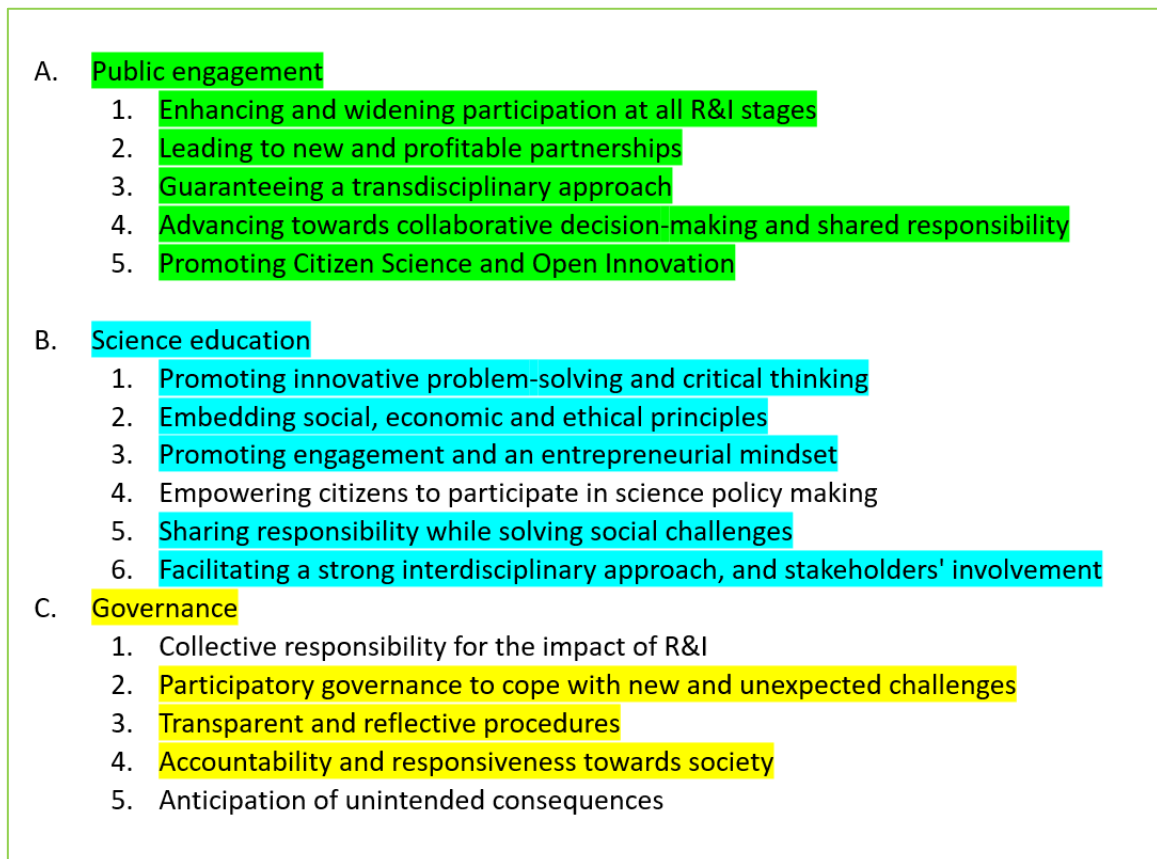 A. Public engagement
1. Enhancing and widening participation at all R&I stages
2. Leading to new and profitable partnerships
3. Guaranteeing a transdisciplinary approach
4. Advancing towards collaborative decision-making and shared responsibility
5. Promoting Citizen Science and Open Innovation
B. Science education
1. Promoting innovative problem-solving and critical thinking
2. Embedding social, economic and ethical principles
3. Promoting engagement and an entrepreneurial mindset
4. Empowering citizens to participate in science policy making
5. Sharing responsibility while solving social challenges
6. Facilitating a strong interdisciplinary approach, and stakeholders' involvement
C. Governance
1. Collective responsibility for the impact of R&I
2. Participatory governance to cope with new and unexpected challenges
3. Transparent and reflective procedures
4. Accountability and responsiveness towards society
5. Anticipation of unintended consequences